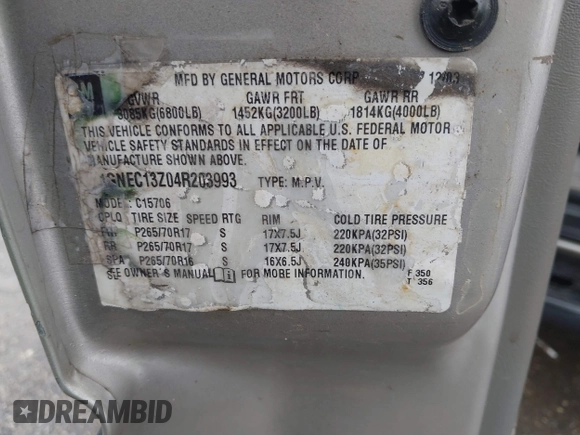 GM MFD BY GENERAL MOTORS CORP 12/03
GVWR GAWR FRT GAWR RR
3085KG(6800LB) 1452KG(3200LB) 1814KG(4000LB)
THIS VEHICLE CONFORMS TO ALL APPLICABLE U.S. FEDERAL MOTOR
VEHICLE SAFETY STANDARDS IN EFFECT ON THE DATE OF
MANUFACTURE SHOWN ABOVE.
1GNEC13Z04R203993 TYPE: M.P.V.
MODEL: C15706
TIRE SIZE SPEED RTG RIM COLD TIRE PRESSURE
P265/70R17 S 17X7.5J 220KPA(32PSI)
RR P265/70R17 S 17X7.5J 220KPA(32PSI)
SPA P265/70R16 S 16X6.5J 240KPA(35PSI)
SEE OWNER'S MANUAL FOR MORE INFORMATION.
F 350
T 356
DREAMBID